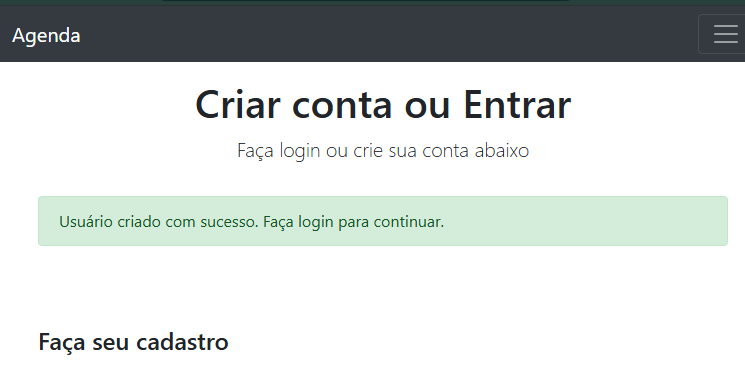 Agenda
Criar conta ou Entrar
Faça login ou crie sua conta abaixo
Usuário criado com sucesso. Faça login para continuar.
Faça seu cadastro